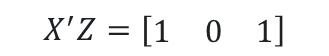 X′Z = [1 0 1]